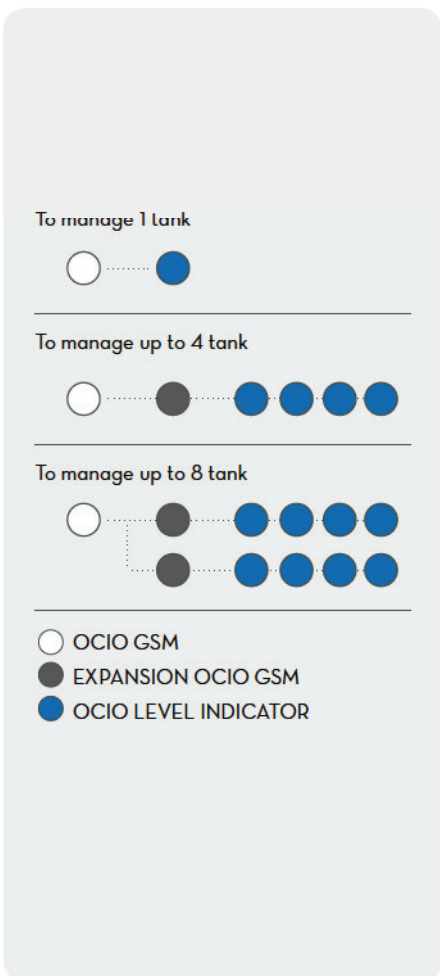 To manage 1 tank
To manage up to 4 tank
To manage up to 8 tank
OCIO GSM
EXPANSION OCIO GSM
OCIO LEVEL INDICATOR